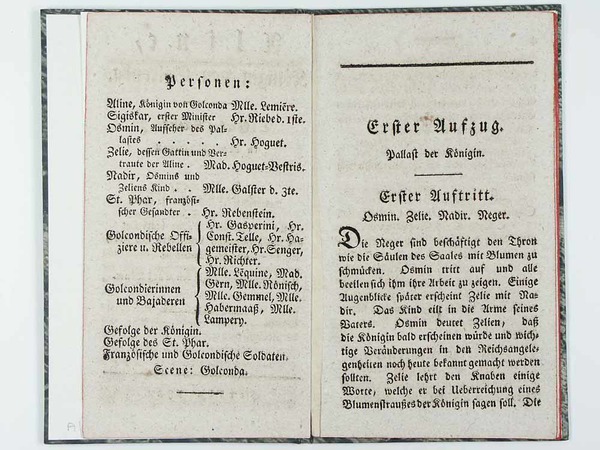 Personen:
Aline, Königin von Golconda Mlle. Lemière.
Sigiskar, erster Minister Hr. Riebe d. 1ste.
Osmin, Aufseher des Pal-
lastes . . . . . Hr. Hoguet.
Zelie, dessen Gattin und Ver-
traute der Aline . Mad. Hoguet-Vestris.
Nadir, Osmins und
Zeliens Kind . . Mlle. Galster d. 3te.
St. Phar, französi-
scher Gesandter . Hr. Rebenstein.
Golcondische Offi-
ziere u. Rebellen
Hr. Gasperini, Hr.
Const. Telle, Hr. Ha-
gemeister, Hr. Senger,
Hr. Richter.
Golcondierinnen
und Bajaderen
Mlle. Léquine, Mad.
Gern, Mlle. Rönisch,
Mlle. Gemmel, Mlle.
Habermaaß, Mlle.
Lampery.
Gefolge der Königin.
Gefolge des St. Phar.
Französische und Golcondische Soldaten.
Scene: Golconda.
Erster Aufzug.
Pallast der Königin.
Erster Auftritt.
Osmin. Zelie. Nadir. Neger.
Die Neger sind beschäftigt den Thron
wie die Säulen des Saales mit Blumen zu
schmücken. Osmin tritt auf und alle
beeilen sich ihm ihre Arbeit zu zeigen. Einige
Augenblicke später erscheint Zelie mit Na-
dir. Das Kind eilt in die Arme seines
Vaters. Osmin deutet Zelien, daß
die Königin bald erscheinen würde und wich-
tige Veränderungen in den Reichsangele-
genheiten noch heute bekannt gemacht werden
sollten. Zelie lehrt den Knaben einige
Worte, welche er bei Ueberreichung eines
Blumenstraußes der Königin sagen soll. Die